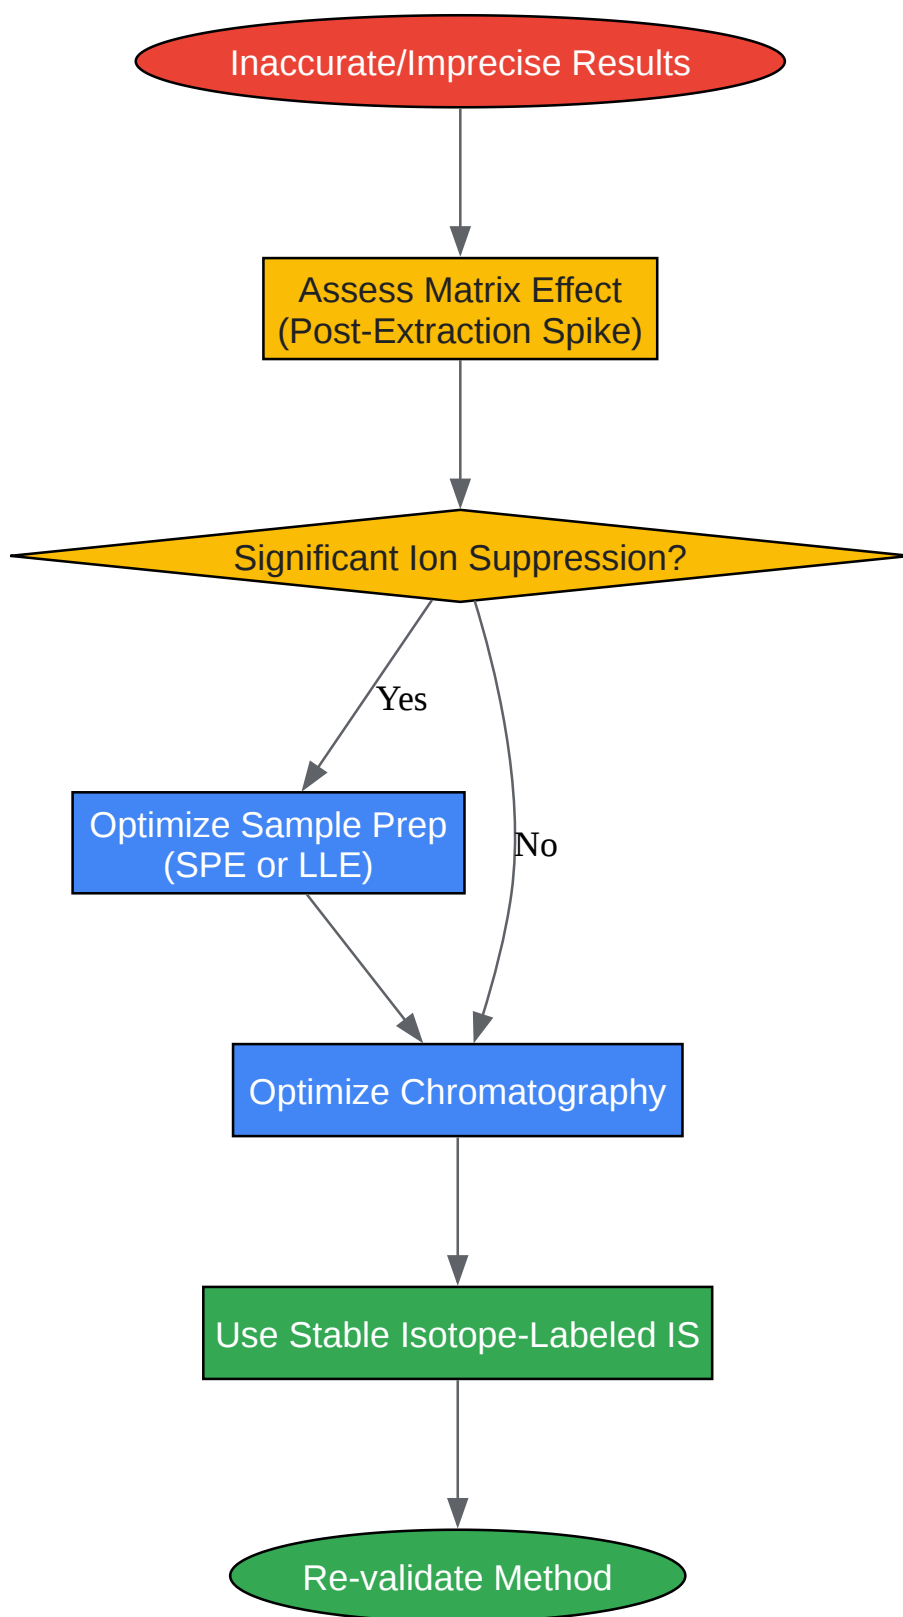 Inaccurate/Imprecise Results
Assess Matrix Effect
(Post-Extraction Spike)
Significant Ion Suppression?
Yes
Optimize Sample Prep
(SPE or LLE)
No
Optimize Chromatography
Use Stable Isotope-Labeled IS
Re-validate Method